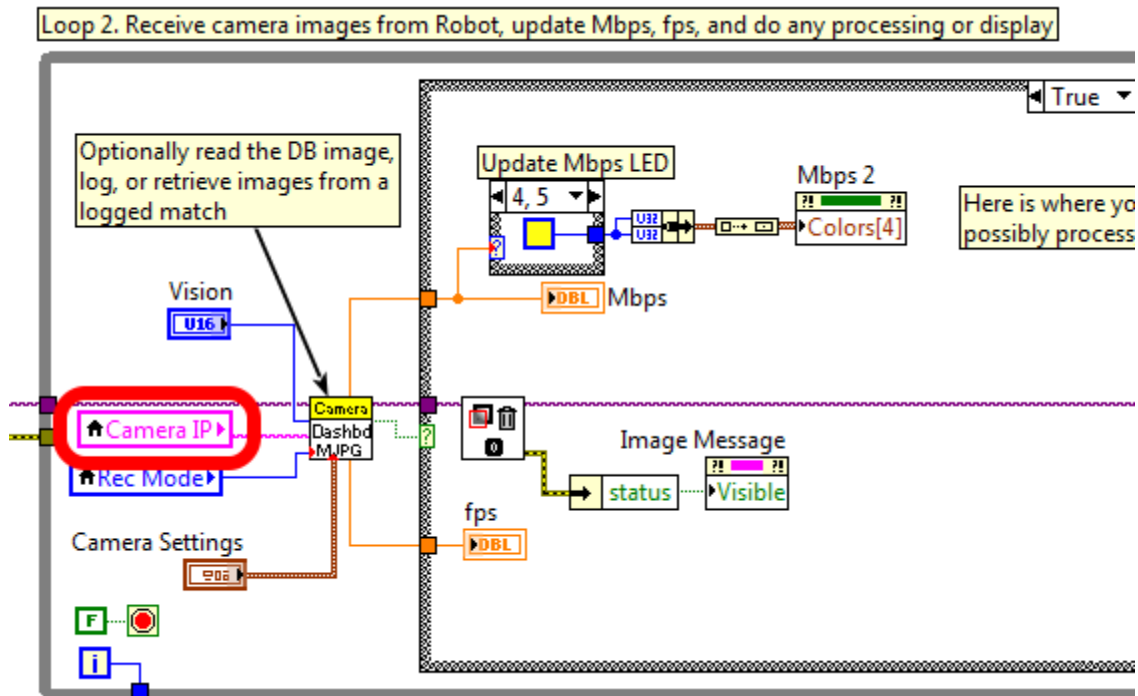 Loop 2. Receive camera images from Robot, update Mbps, fps, and do any processing or display
True
Optionally read the DB image,
log, or retrieve images from a
logged match
Update Mbps LED
4, 5
U32
U32
Mbps 2
?! ?!
Colors[4]
Here is where yo
possibly process
?
DBL Mbps
Vision
U16
Camera
Dashbd
MJPG
Camera IP
Rec Mode
?
0
Image Message
?! ?!
status
Visible
fps
DBL
Camera Settings
F
i